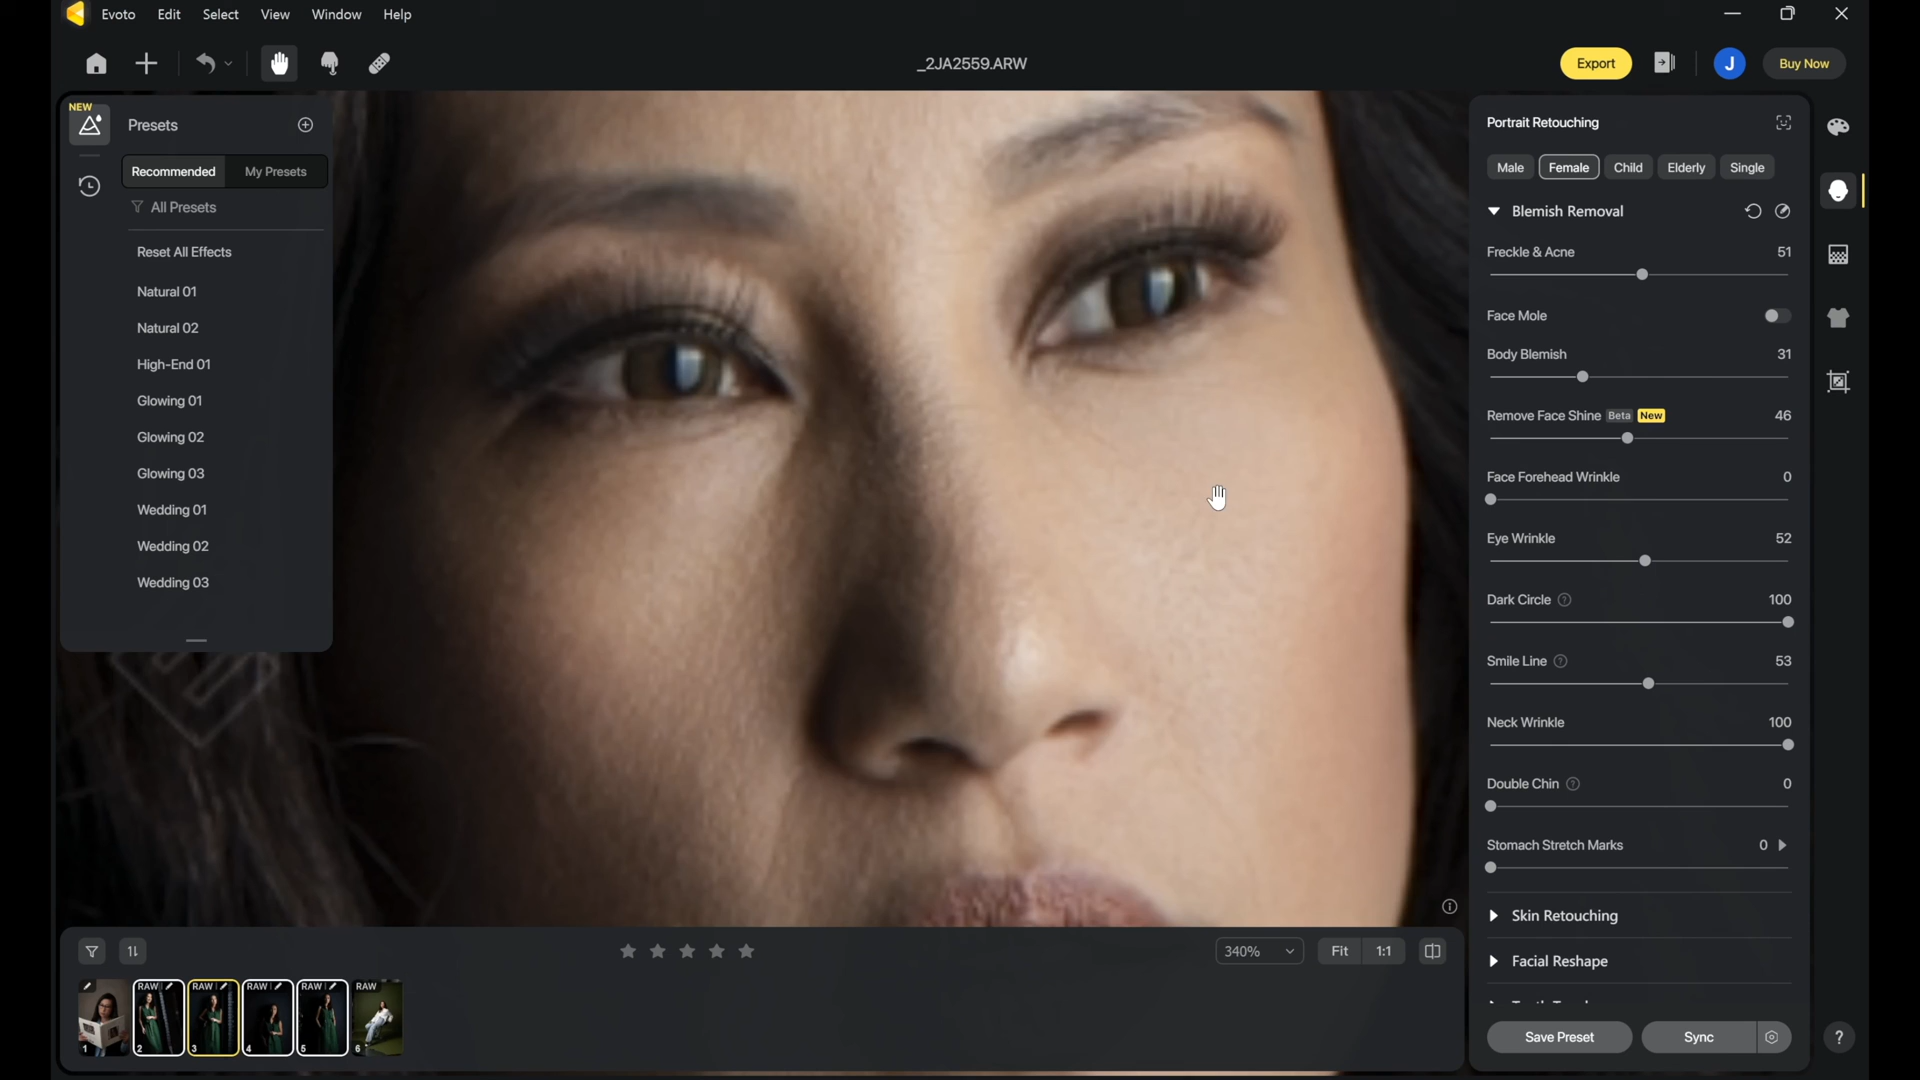 Evoto Edit Select View Window Help
_2JA2559.ARW
Export
J
Buy Now
NEW
Presets
Recommended My Presets
All Presets
Reset All Effects
Natural 01
Natural 02
High-End 01
Glowing 01
Glowing 02
Glowing 03
Wedding 01
Wedding 02
Wedding 03
Portrait Retouching
Male Female Child Elderly Single
Blemish Removal
Freckle & Acne 51
Face Mole
Body Blemish 31
Remove Face Shine Beta New 46
Face Forehead Wrinkle 0
Eye Wrinkle 52
Dark Circle ? 100
Smile Line ? 53
Neck Wrinkle 100
Double Chin ? 0
Stomach Stretch Marks 0
Skin Retouching
Facial Reshape
Save Preset Sync ?
340% Fit 1:1
RAW RAW RAW RAW RAW
1 2 3 4 5 6